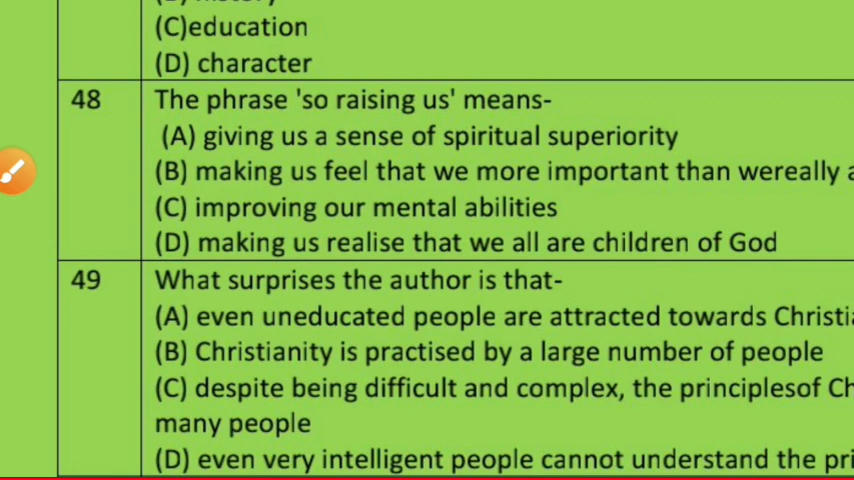 (C)education
(D) character
48 The phrase 'so raising us' means-
(A) giving us a sense of spiritual superiority
(B) making us feel that we more important than wereally
(C) improving our mental abilities
(D) making us realise that we all are children of God
49 What surprises the author is that-
(A) even uneducated people are attracted towards
(B) Christianity is practised by a large number of people
(C) despite being difficult and complex, the principlesof
many people
(D) even very intelligent people cannot understand the